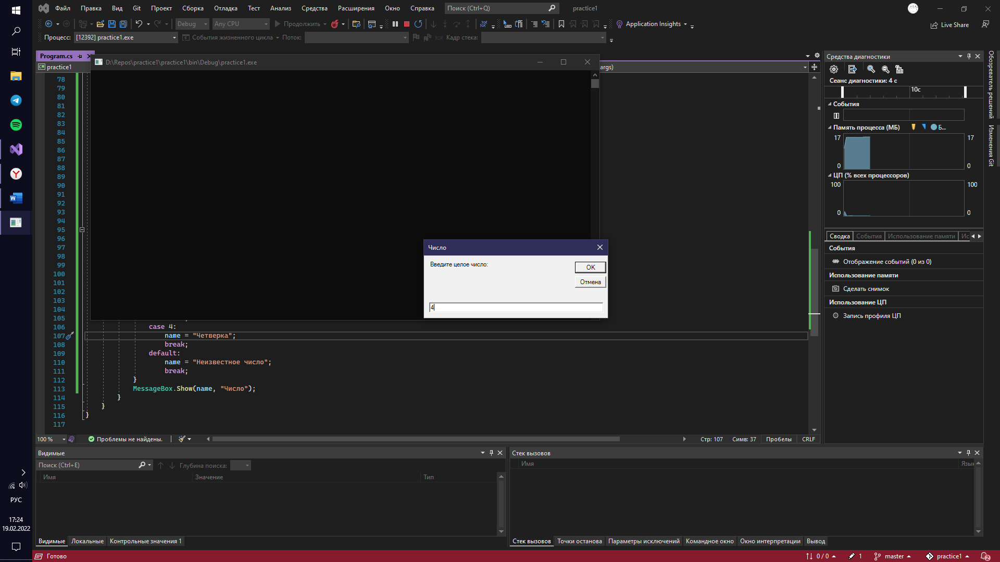 Файл Правка Вид Git Проект Сборка Отладка Тест Анализ Средства Расширения Окно Справка Поиск (Ctrl+Q) practice1
Debug Any CPU Продолжить Application Insights Live Share
Процесс: [12392] practice1.exe События жизненного цикла Поток: Кадр стека:
Program.cs
practice1
args)
D:\Repos\practice1\practice1\bin\Debug\practice1.exe
78
79
80
81
82
83
84
85
86
87
88
89
90
91
92
93
94
95
96
97
98
99
100
101
102
103
104
105
106 case 4:
107 name = "Четверка";
108 break;
109 default:
110 name = "Неизвестное число";
111 break;
112 }
113 MessageBox.Show(name, "Число");
114 }
115 }
116 }
117
Число
Введите целое число:
OK
Отмена
4
100 % Проблемы не найдены. Стр: 107 Симв: 37 Пробелы CRLF
Средства диагностики
Сеанс диагностики: 4 с
10с
События
Память процесса (МБ) Б...
17 17
0 0
ЦП (% всех процессоров)
100 100
0 0
Сводка События Использование памяти Ис
События
Отображение событий (0 из 0)
Использование памяти
Сделать снимок
Использование ЦП
Запись профиля ЦП
Обозреватель решений
Изменения Git
Видимые
Поиск (Ctrl+E) Глубина поиска:
Имя Значение Тип
Видимые Локальные Контрольные значения 1
Стек вызовов
Имя Язык
Стек вызовов Точки останова Параметры исключений Командное окно Окно интерпретации Вывод
РУС
17:24
19.02.2022
Готово 0 / 0 1 master practice1 2